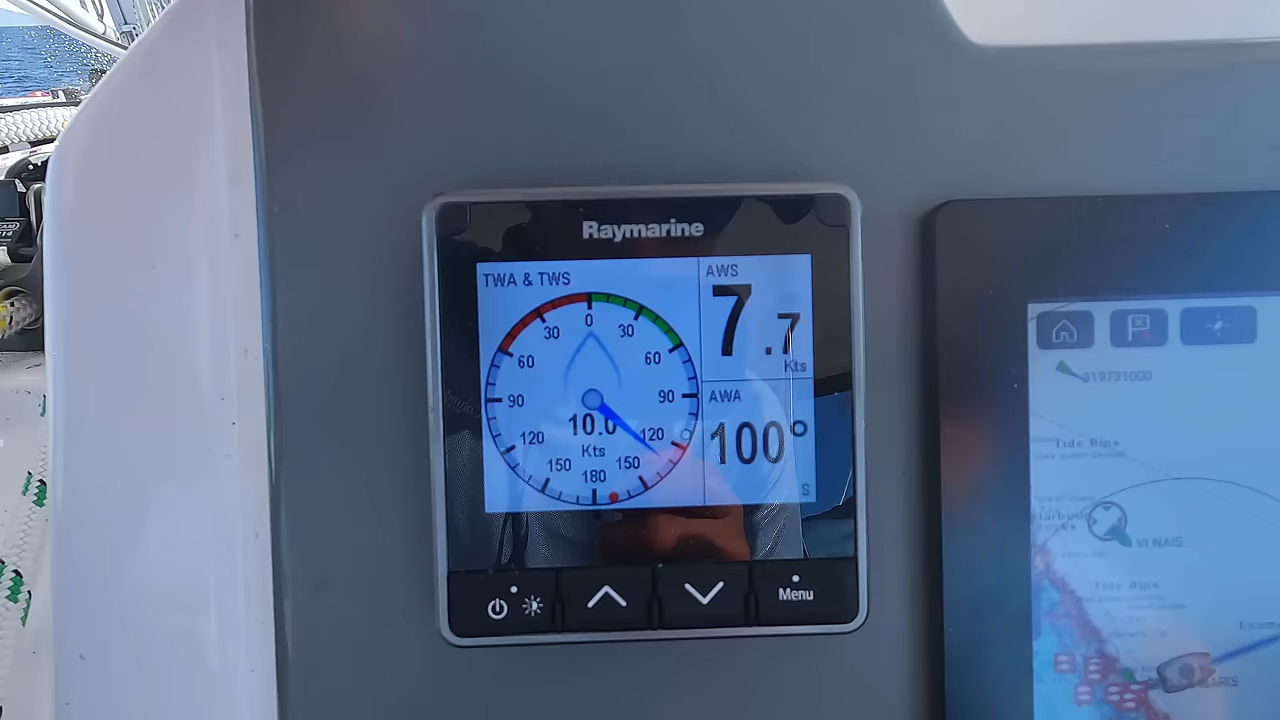 Raymarine
TWA & TWS
AWS
7.7
Kts
AWA
100°
S
0
30
30
60
60
90
90
120
120
150
150
180
10.0
Kts
Menu
319731000
Tide Rips
VI NAIS
Tide Rips